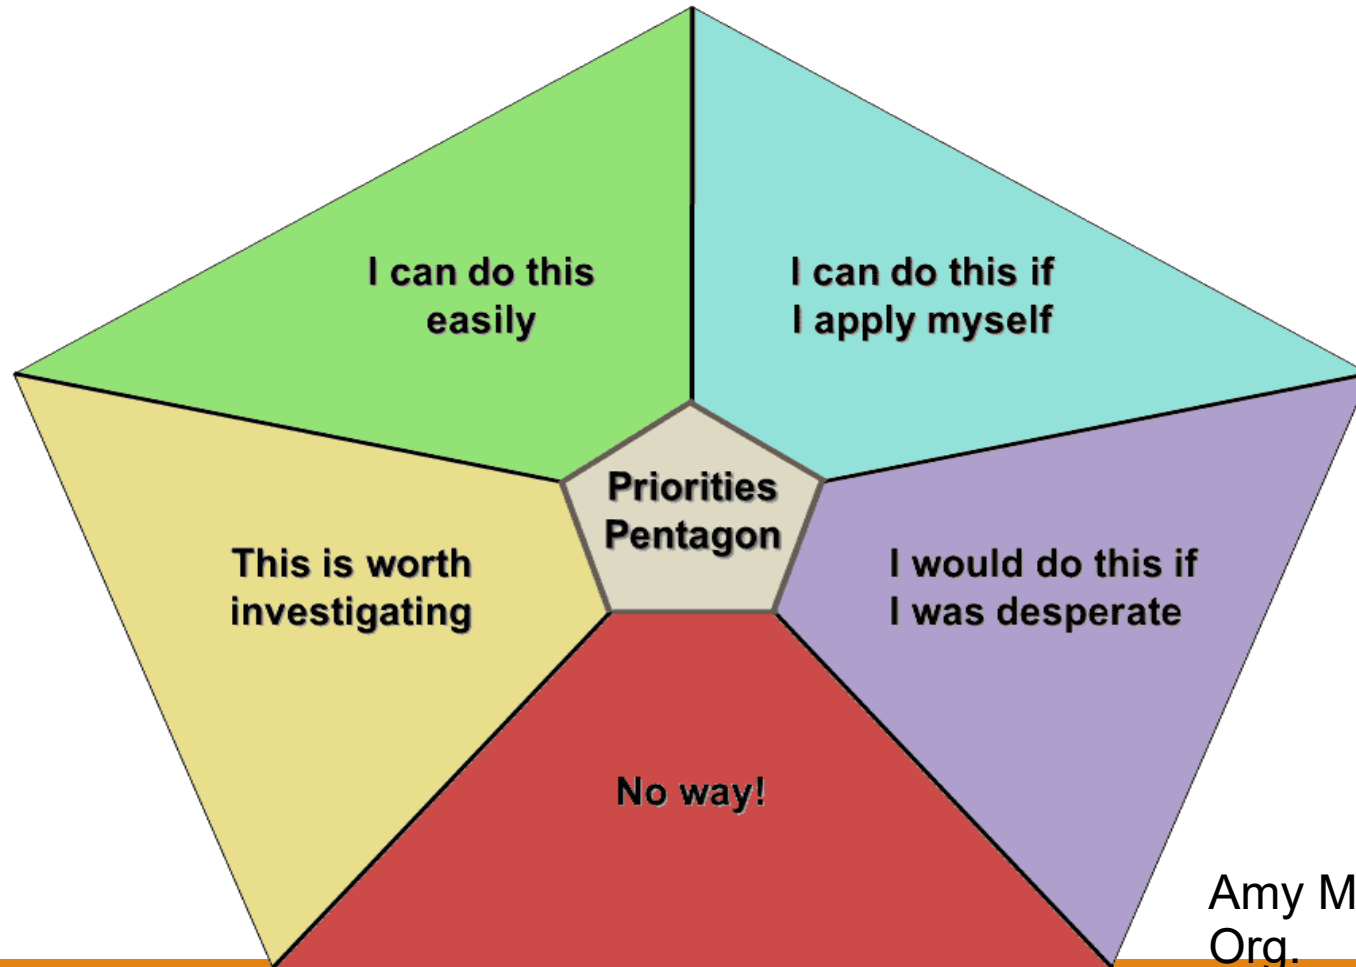 I can do this
easily
I can do this if
I apply myself
Priorities
Pentagon
This is worth
investigating
I would do this if
I was desperate
No way!
Amy M
Org.